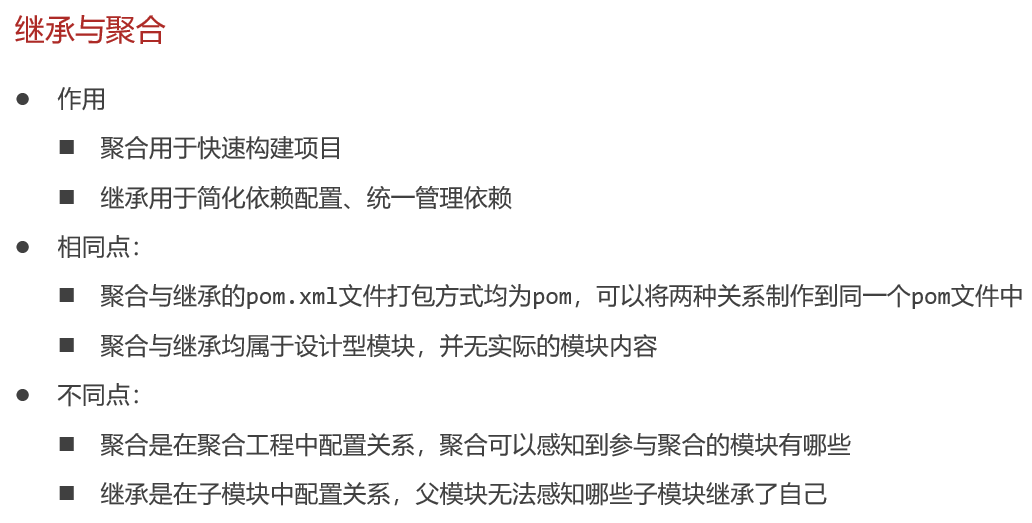 继承与聚合
● 作用
■ 聚合用于快速构建项目
■ 继承用于简化依赖配置、统一管理依赖
● 相同点：
■ 聚合与继承的pom.xml文件打包方式均为pom，可以将两种关系制作到同一个pom文件中
■ 聚合与继承均属于设计型模块，并无实际的模块内容
● 不同点：
■ 聚合是在聚合工程中配置关系，聚合可以感知到参与聚合的模块有哪些
■ 继承是在子模块中配置关系，父模块无法感知哪些子模块继承了自己